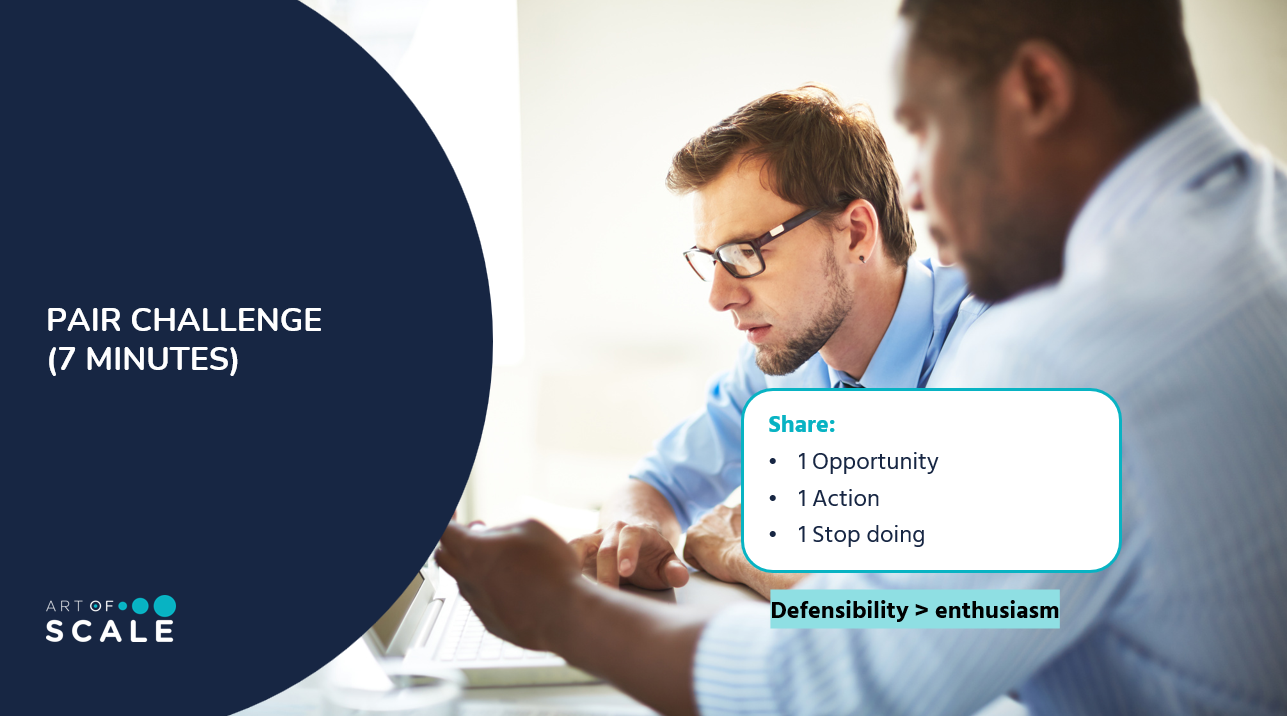 PAIR CHALLENGE
(7 MINUTES)
Share:
• 1 Opportunity
• 1 Action
• 1 Stop doing
Defensibility > enthusiasm
ART OF
SCALE